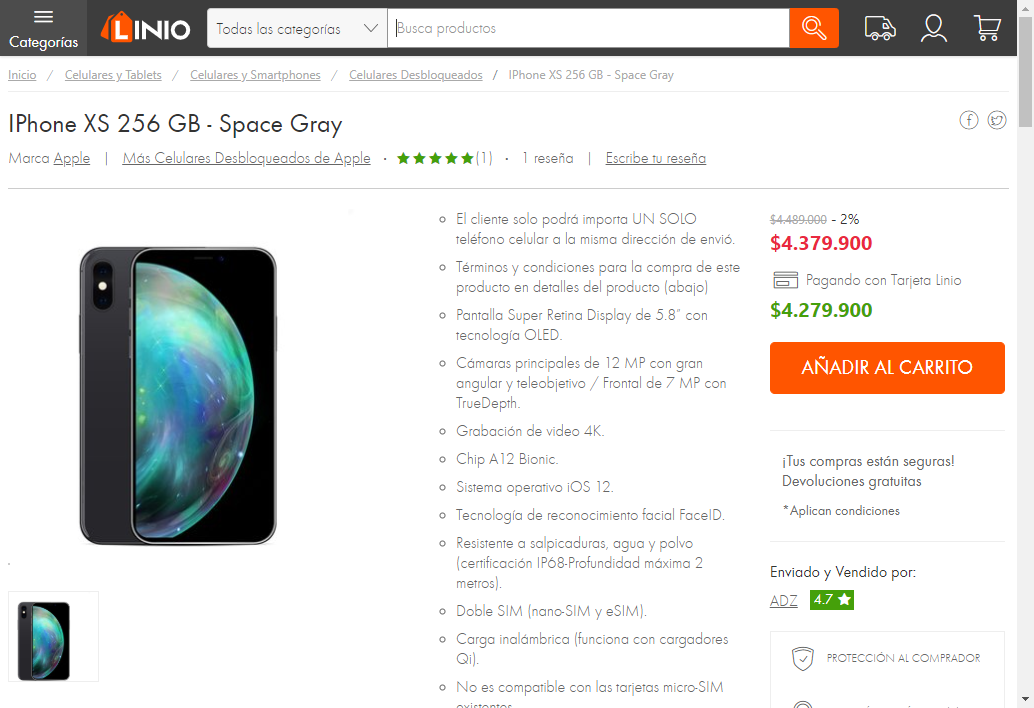 Categorías
LINIO
Todas las categorías
Busca productos
Inicio / Celulares y Tablets / Celulares y Smartphones / Celulares Desbloqueados / IPhone XS 256 GB - Space Gray
IPhone XS 256 GB - Space Gray
Marca Apple | Más Celulares Desbloqueados de Apple · ★★★★★(1) · 1 reseña | Escribe tu reseña
El cliente solo podrá importa UN SOLO
teléfono celular a la misma dirección de envió.
Términos y condiciones para la compra de este
producto en detalles del producto (abajo)
Pantalla Super Retina Display de 5.8” con
tecnología OLED.
Cámaras principales de 12 MP con gran
angular y teleobjetivo / Frontal de 7 MP con
TrueDepth.
Grabación de video 4K.
Chip A12 Bionic.
Sistema operativo iOS 12.
Tecnología de reconocimiento facial FaceID.
Resistente a salpicaduras, agua y polvo
(certificación IP68-Profundidad máxima 2
metros).
Doble SIM (nano-SIM y eSIM).
Carga inalámbrica (funciona con cargadores
Qi).
No es compatible con las tarjetas micro-SIM
existentes.
$4.489.000 - 2%
$4.379.900
Pagando con Tarjeta Linio
$4.279.900
AÑADIR AL CARRITO
¡Tus compras están seguras!
Devoluciones gratuitas
*Aplican condiciones
Enviado y Vendido por:
ADZ 4.7 ★
PROTECCIÓN AL COMPRADOR